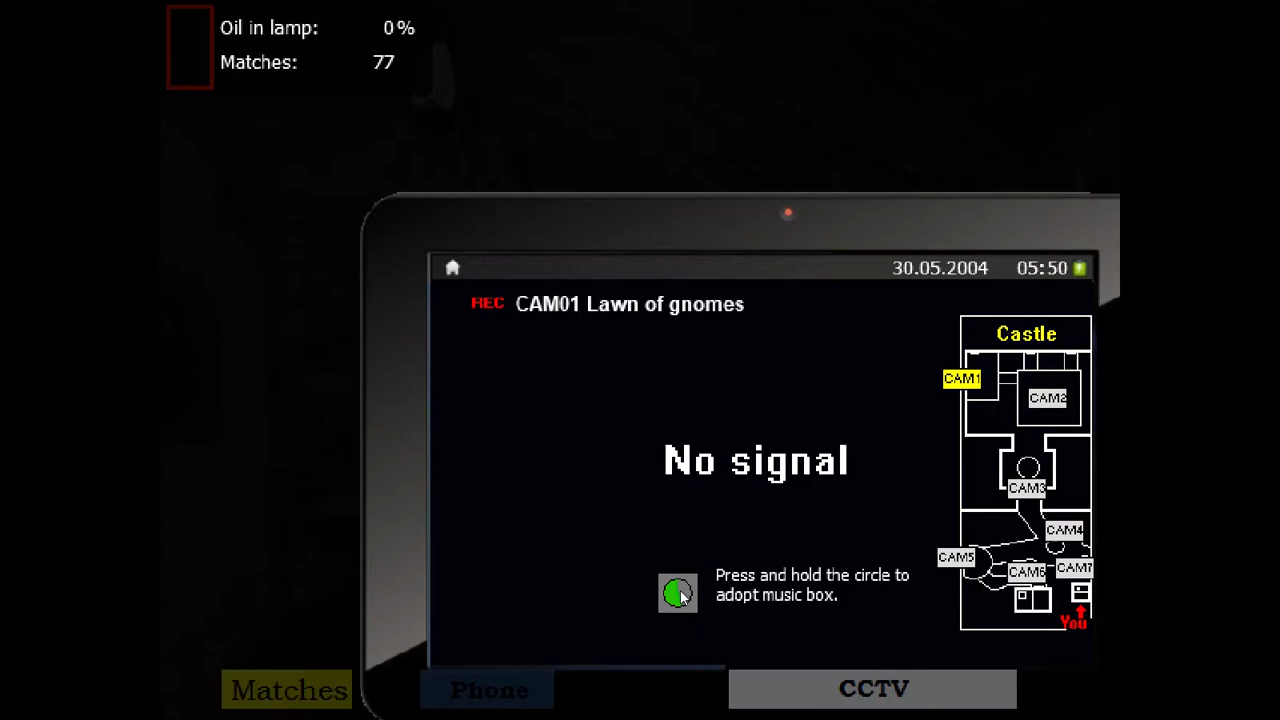 Oil in lamp: 0%
Matches: 77
30.05.2004 05:50
REC CAM01 Lawn of gnomes
Castle
CAM1
CAM2
No signal
CAM3
CAM4
CAM5
CAM6
CAM7
Press and hold the circle to
adopt music box.
You
Matches
Phone
CCTV